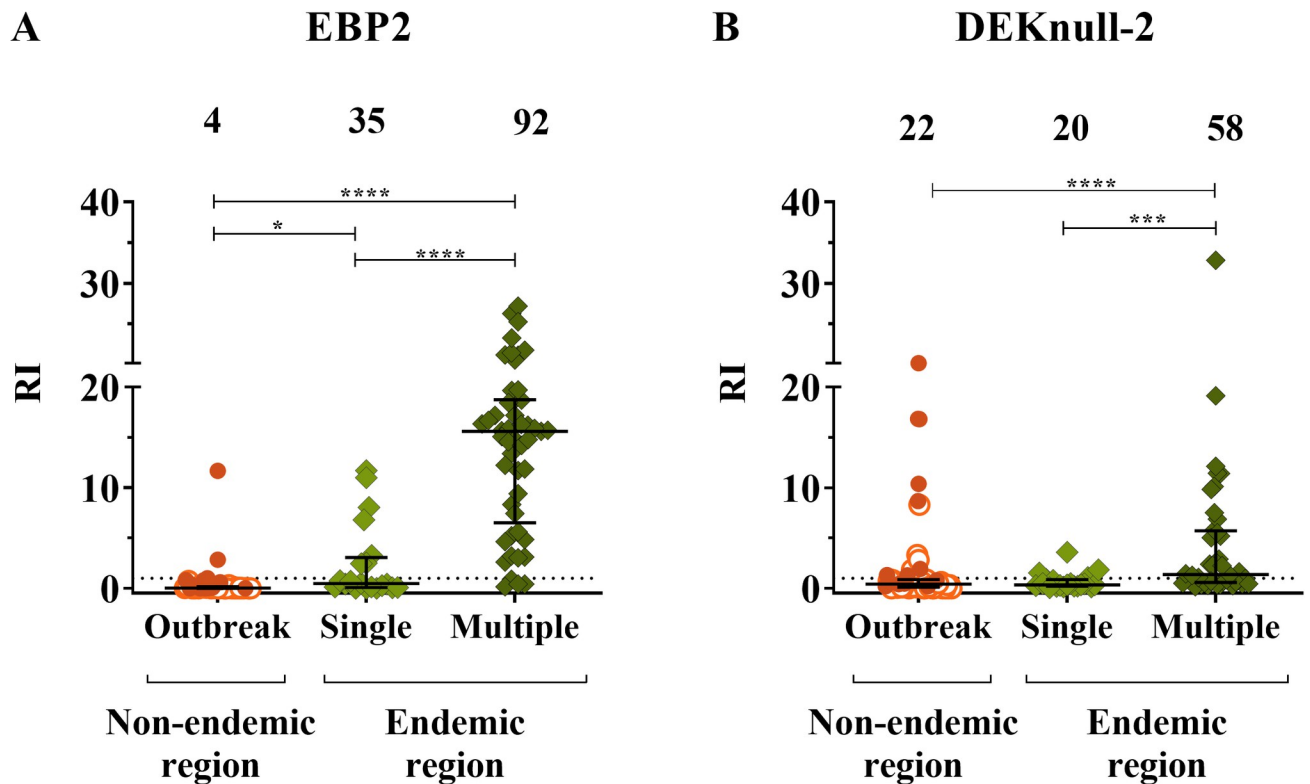 A
EBP2
4
35
92
****
*
****
40
30
20
10
0
RI
Outbreak
Single
Multiple
Non-endemic
region
Endemic
region
B
DEKnull-2
22
20
58
****
***
40
30
20
10
0
RI
Outbreak
Single
Multiple
Non-endemic
region
Endemic
region